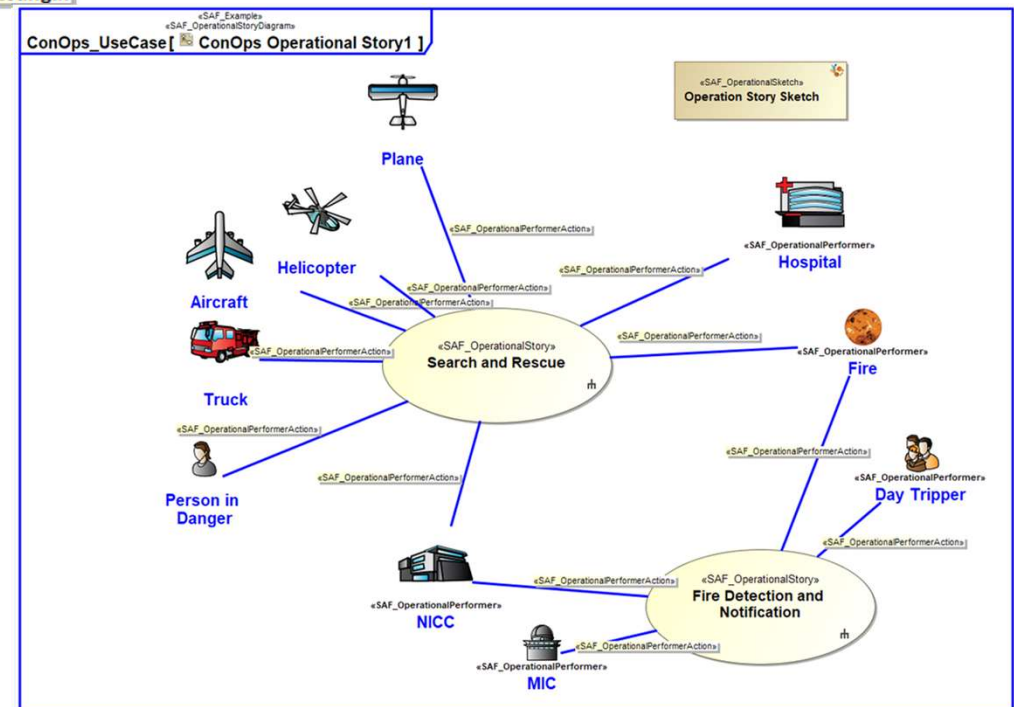 «SAF_Example»
«SAF_OperationalStoryDiagram»
ConOps_UseCase[ ConOps Operational Story1 ]
«SAF_OperationalSketch»
Operation Story Sketch
Plane
«SAF_OperationalPerformerAction»
«SAF_OperationalPerformer»
Hospital
Helicopter
«SAF_OperationalPerformerAction»
«SAF_OperationalPerformerAction»
Aircraft
«SAF_OperationalPerformerAction»
«SAF_OperationalPerformerAction»
«SAF_OperationalStory»
Search and Rescue
«SAF_OperationalPerformerAction»
«SAF_OperationalPerformer»
Fire
Truck
«SAF_OperationalPerformerAction»
Person in
Danger
«SAF_OperationalPerformerAction»
«SAF_OperationalPerformerAction»
«SAF_OperationalPerformer»
Day Tripper
«SAF_OperationalPerformerAction»
«SAF_OperationalPerformerAction»
«SAF_OperationalStory»
Fire Detection and
Notification
«SAF_OperationalPerformer»
NICC
«SAF_OperationalPerformerAction»
«SAF_OperationalPerformer»
MIC